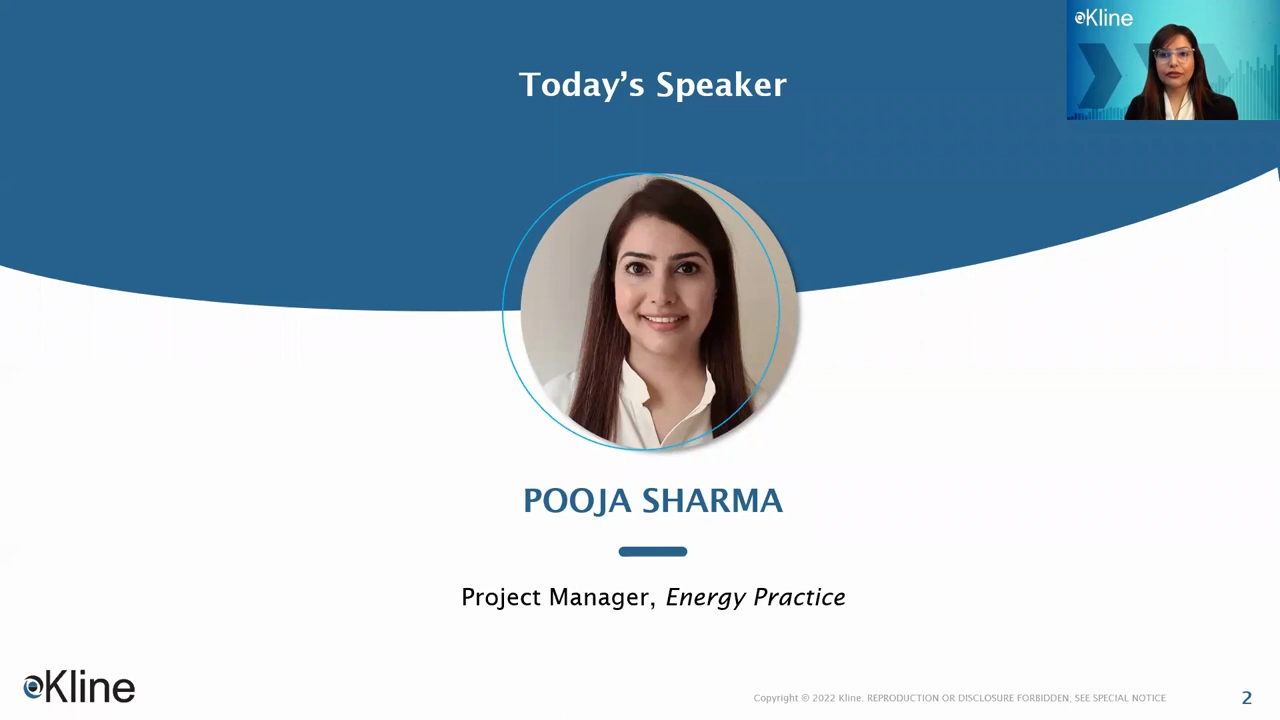 Kline
Today’s Speaker
POOJA SHARMA
Project Manager, Energy Practice
Kline
Copyright © 2022 Kline. REPRODUCTION OR DISCLOSURE FORBIDDEN; SEE SPECIAL NOTICE
2